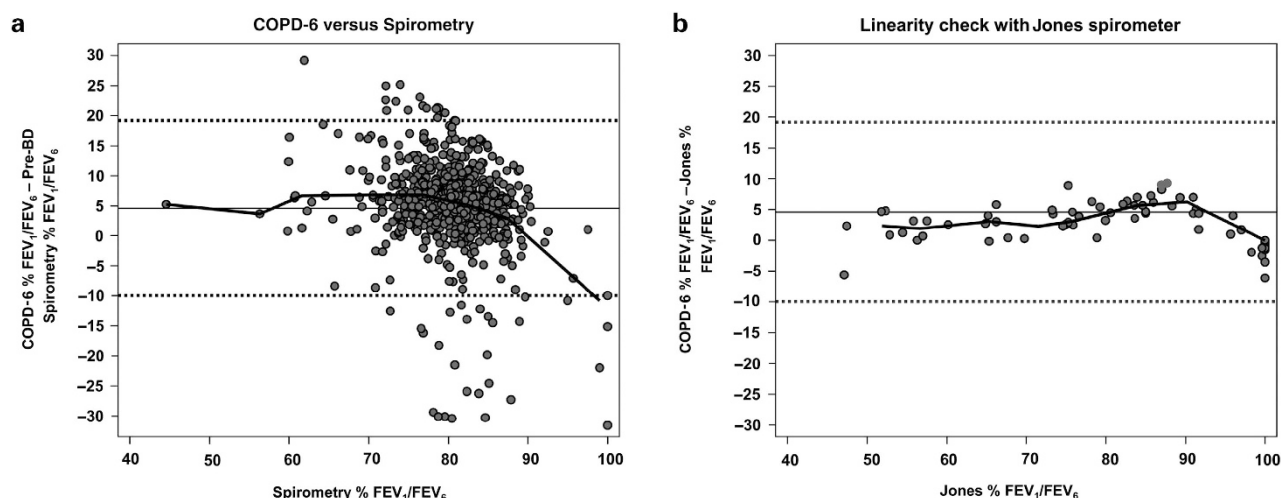 a
COPD-6 versus Spirometry
COPD-6 % FEV₁/FEV₆ – Pre-BD
Spirometry % FEV₁/FEV₆
30
25
20
15
10
5
0
–5
–10
–15
–20
–25
–30
40 50 60 70 80 90 100
Spirometry % FEV₁/FEV₆
b
Linearity check with Jones spirometer
COPD-6 % FEV₁/FEV₆ –Jones %
FEV₁/FEV₆
30
25
20
15
10
5
0
–5
–10
–15
–20
–25
–30
40 50 60 70 80 90 100
Jones % FEV₁/FEV₆